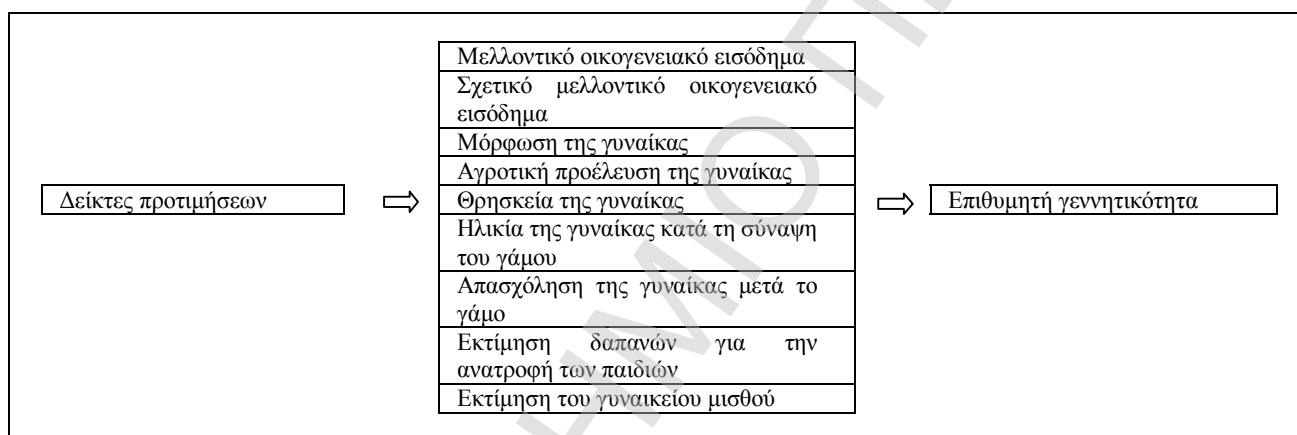 Μελλοντικό οικογενειακό εισόδημα
Σχετικό μελλοντικό οικογενειακό
εισόδημα
Μόρφωση της γυναίκας
Αγροτική προέλευση της γυναίκας
Δείκτες προτιμήσεων
Θρησκεία της γυναίκας
Επιθυμητή γεννητικότητα
Ηλικία της γυναίκας κατά τη σύναψη
του γάμου
Απασχόληση της γυναίκας μετά το
γάμο
Εκτίμηση δαπανών για την
ανατροφή των παιδιών
Εκτίμηση του γυναικείου μισθού